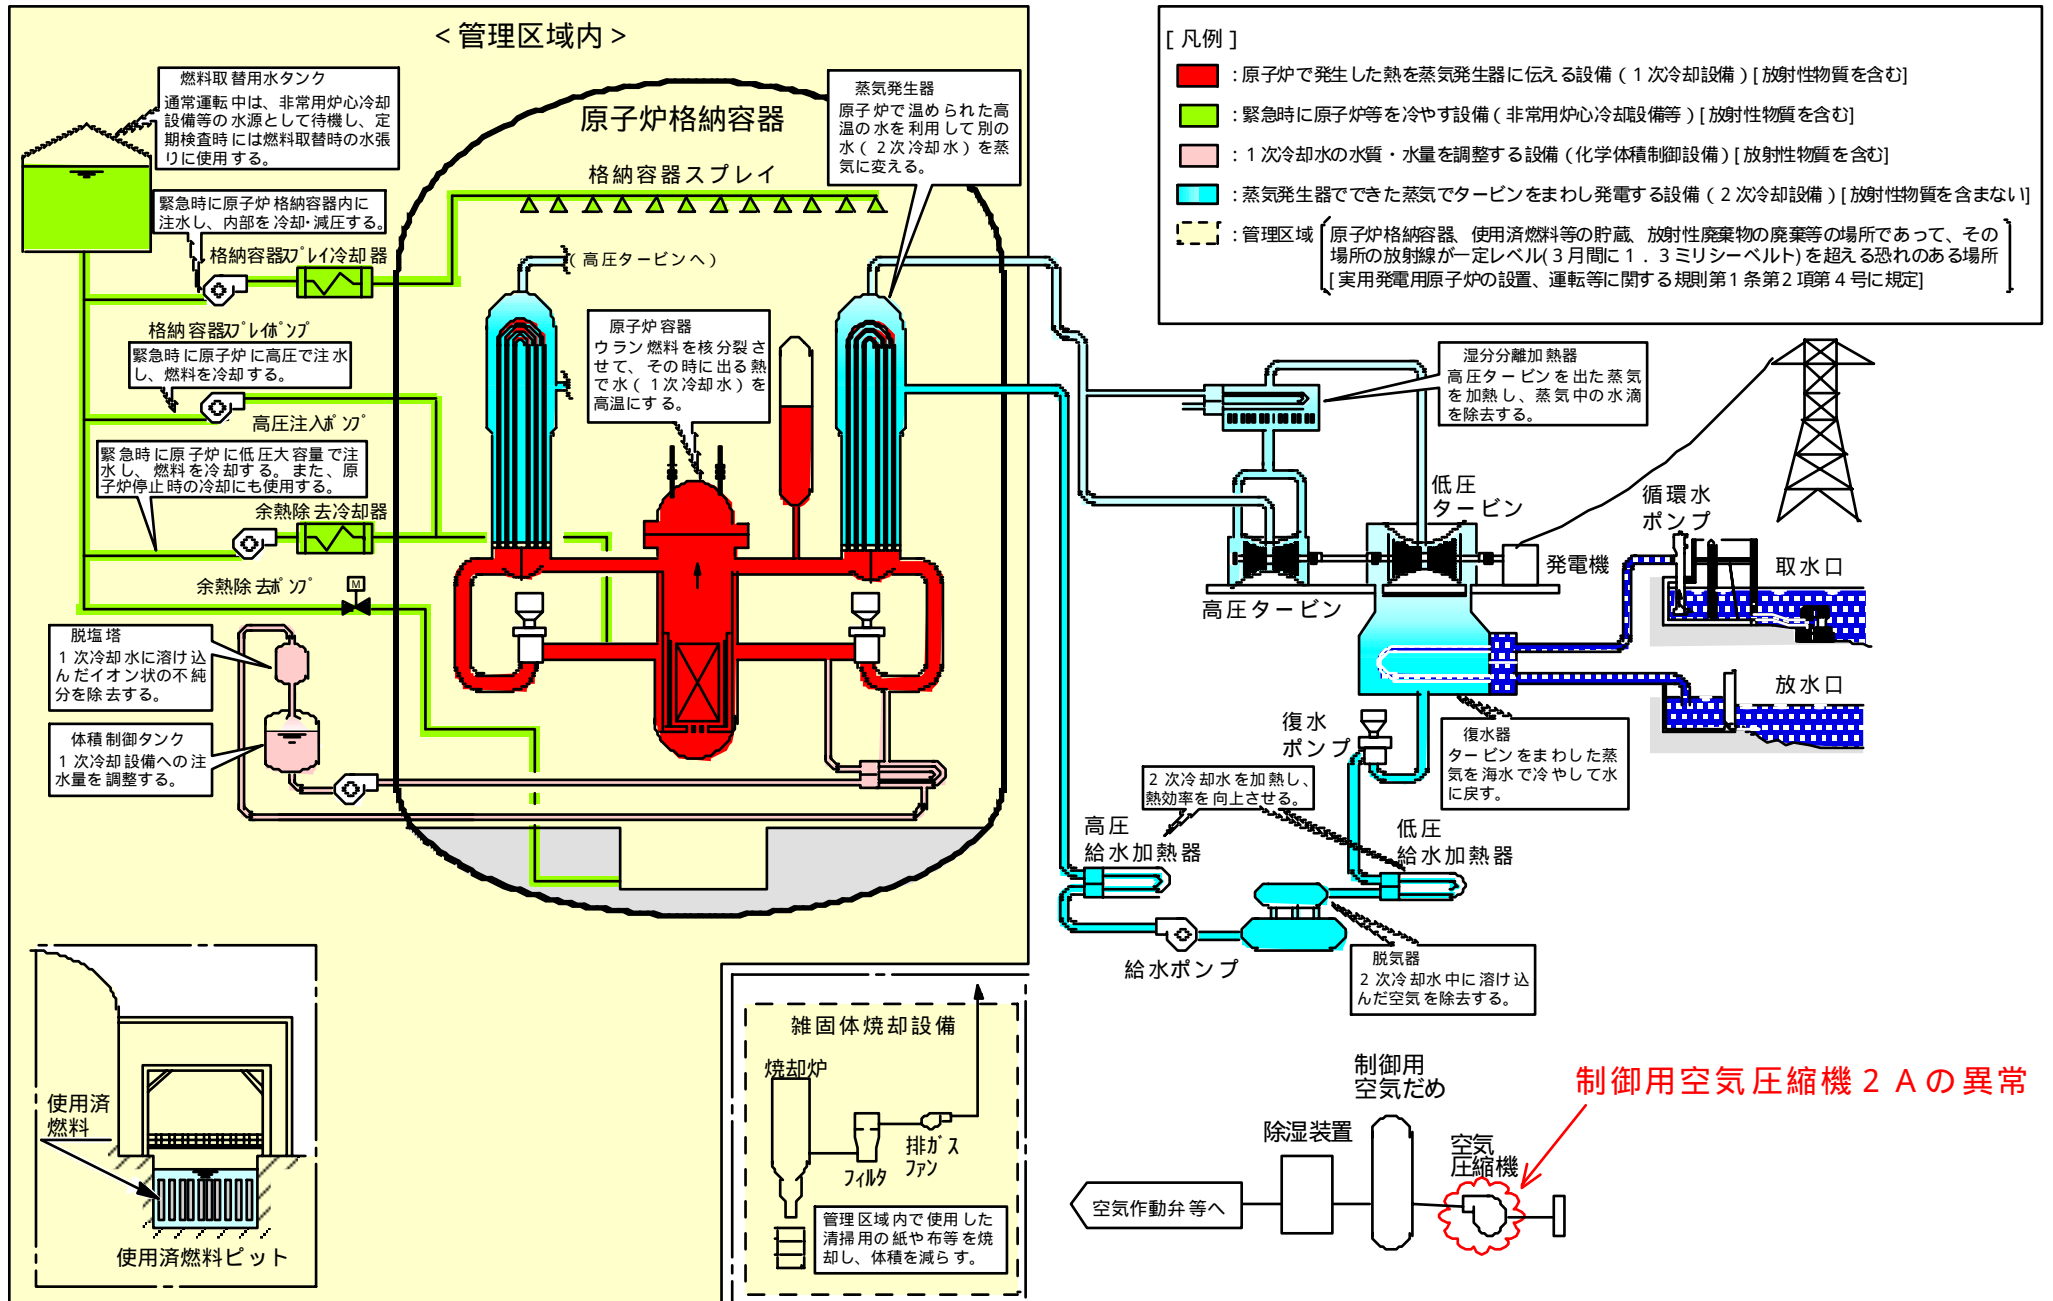 <管理区域内>
燃料取替用水タンク
通常運転中は、非常用炉心冷却
設備等の水源として待機し、定
期検査時には燃料取替時の水張
りに使用する。
緊急時に原子炉格納容器内に
注水し、内部を冷却・減圧する。
格納容器ｽﾌﾟﾚｲ冷却器
格納容器ｽﾌﾟﾚｲﾎﾟﾝﾌﾟ
緊急時に原子炉に高圧で注水
し、燃料を冷却する。
高圧注入ﾎﾟﾝﾌﾟ
緊急時に原子炉に低圧大容量で注
水し、燃料を冷却する。また、原
子炉停止時の冷却にも使用する。
余熱除去冷却器
余熱除去ﾎﾟﾝﾌﾟ
M
脱塩塔
１次冷却水に溶け込
んだイオン状の不純
分を除去する。
体積制御タンク
１次冷却設備への注
水量を調整する。
原子炉格納容器
格納容器スプレイ
(高圧タービンへ)
蒸気発生器
原子炉で温められた高
温の水を利用して別の
水(２次冷却水)を蒸
気に変える。
原子炉容器
ウラン燃料を核分裂さ
せて、その時に出る熱
で水(１次冷却水)を
高温にする。
[凡例]
:原子炉で発生した熱を蒸気発生器に伝える設備(１次冷却設備)[放射性物質を含む]
:緊急時に原子炉等を冷やす設備(非常用炉心冷却設備等)[放射性物質を含む]
:１次冷却水の水質・水量を調整する設備(化学体積制御設備)[放射性物質を含む]
:蒸気発生器でできた蒸気でタービンをまわし発電する設備(２次冷却設備)[放射性物質を含まない]
:管理区域
原子炉格納容器、使用済燃料等の貯蔵、放射性廃棄物の廃棄等の場所であって、その
場所の放射線が一定レベル(３月間に１．３ミリシーベルト)を超える恐れのある場所
[実用発電用原子炉の設置、運転等に関する規則第１条第２項第４号に規定]
湿分分離加熱器
高圧タービンを出た蒸気
を加熱し、蒸気中の水滴
を除去する。
低圧
タービン
高圧タービン
発電機
循環水
ポンプ
取水口
放水口
復水
ポンプ
復水器
タービンをまわした蒸
気を海水で冷やして水
に戻す。
２次冷却水を加熱し、
熱効率を向上させる。
高圧
給水加熱器
低圧
給水加熱器
給水ポンプ
脱気器
２次冷却水中に溶け込
んだ空気を除去する。
使用済
燃料
使用済燃料ピット
雑固体焼却設備
焼却炉
フィルタ
排ｶﾞｽ
ﾌｧﾝ
管理区域内で使用した
清掃用の紙や布等を焼
却し、体積を減らす。
制御用空気圧縮機２Ａの異常
制御用
空気だめ
除湿装置
空気
圧縮機
空気作動弁等へ